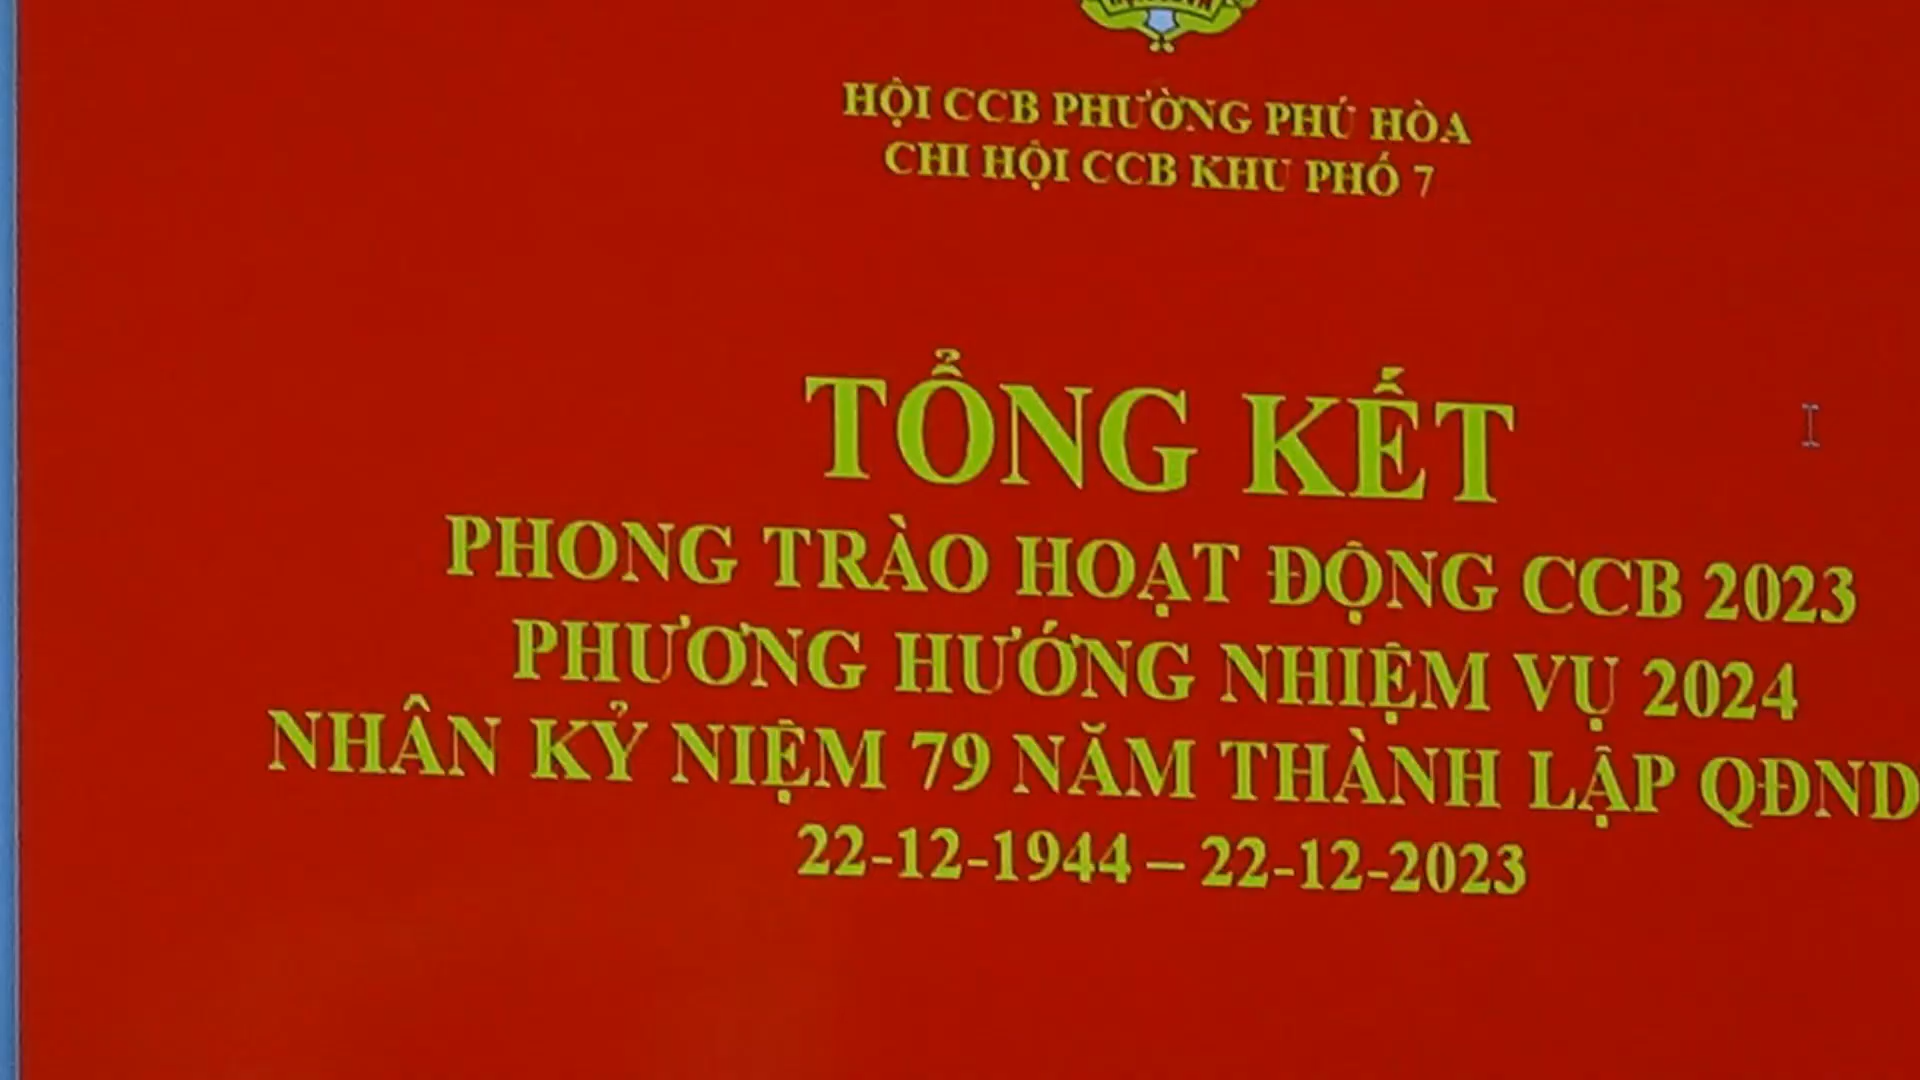 HỘI CCB PHƯỜNG PHÚ HÒA
CHI HỘI CCB KHU PHỐ 7
TỔNG KẾT
PHONG TRÀO HOẠT ĐỘNG CCB 2023
PHƯƠNG HƯỚNG NHIỆM VỤ 2024
NHÂN KỶ NIỆM 79 NĂM THÀNH LẬP QĐND
22-12-1944 – 22-12-2023